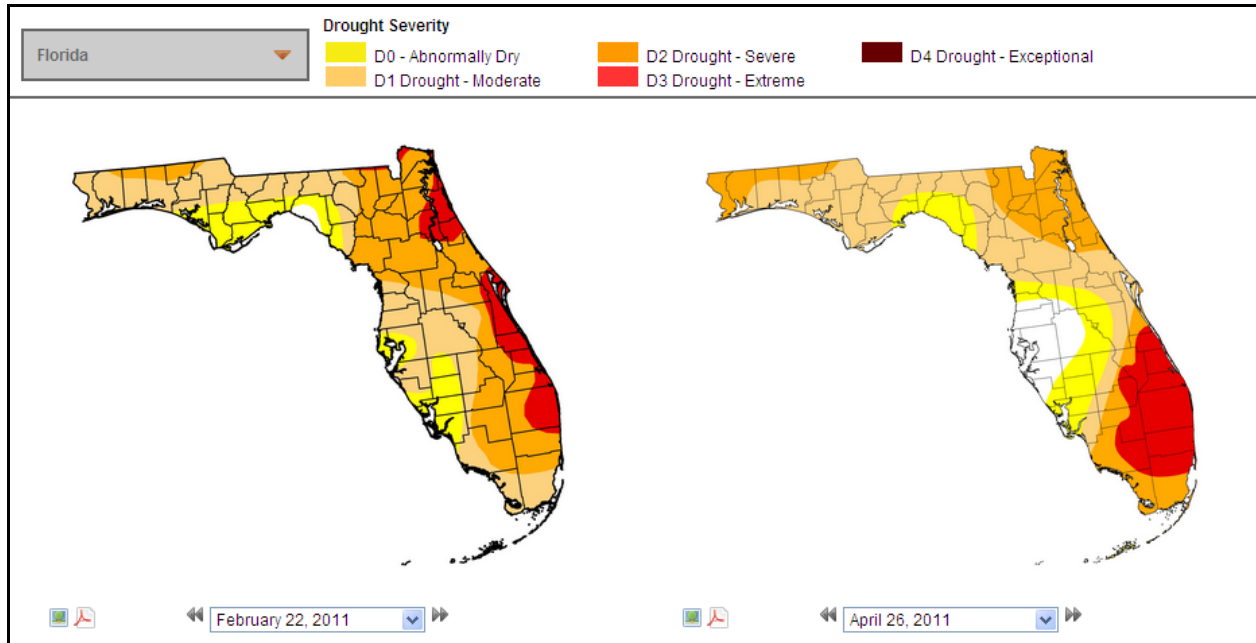 Drought Severity
Florida
D0 - Abnormally Dry
D2 Drought - Severe
D4 Drought - Exceptional
D1 Drought - Moderate
D3 Drought - Extreme
February 22, 2011
April 26, 2011